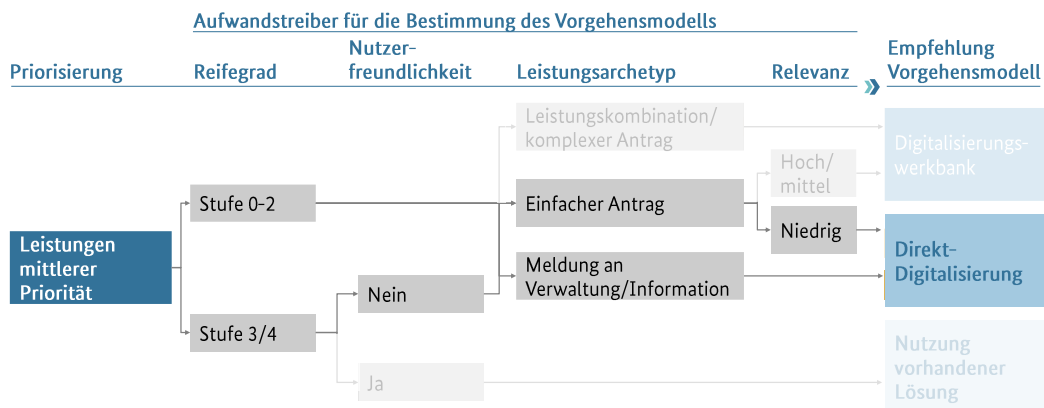 Aufwandstreiber für die Bestimmung des Vorgehensmodells
Priorisierung
Reifegrad
Nutzer-
freundlichkeit
Leistungsarchetyp
Relevanz
Empfehlung
Vorgehensmodell
Leistungskombination/
komplexer Antrag
Digitalisierungs-
werkbank
Hoch/
mittel
Stufe 0-2
Einfacher Antrag
Niedrig
Leistungen
mittlerer
Priorität
Direkt-
Digitalisierung
Meldung an
Verwaltung/Information
Nein
Stufe 3/4
Ja
Nutzung
vorhandener
Lösung